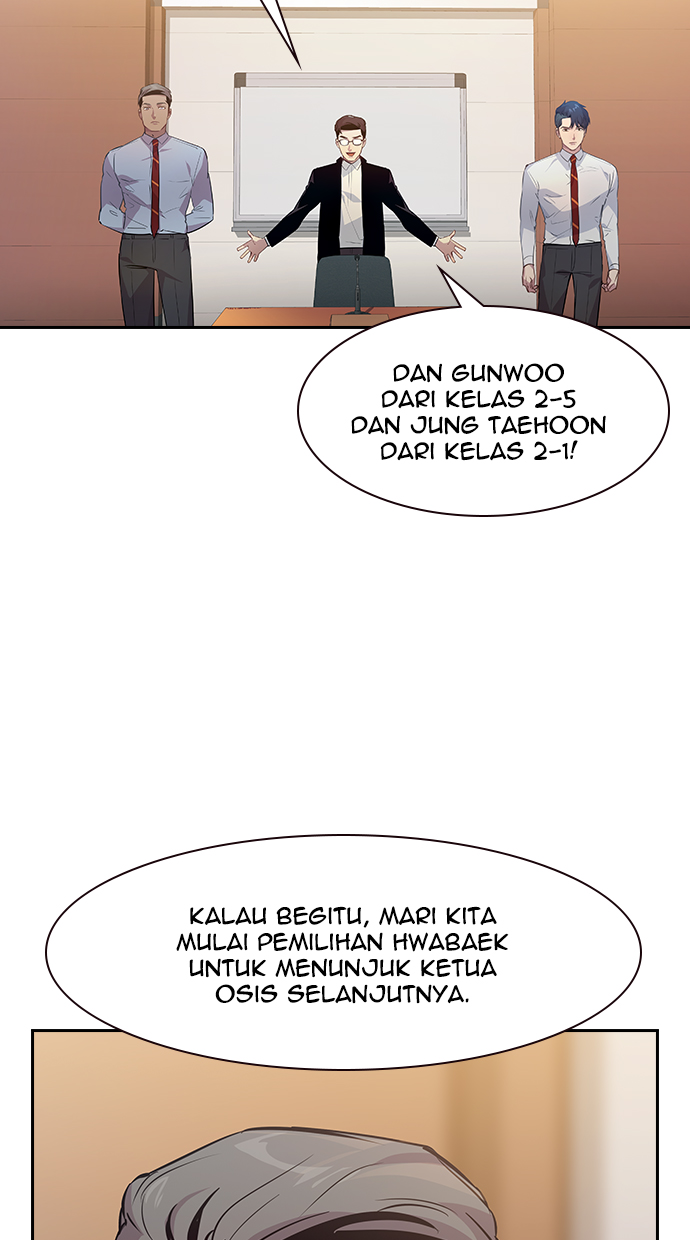 DAN GUNWOO
DARI KELAS 2-5
DAN JUNG TAEHOON
DARI KELAS 2-1!
KALAU BEGITU, MARI KITA
MULAI PEMILIHAN HWABAEK
UNTUK MENUNJUK KETUA
OSIS SELANJUTNYA.